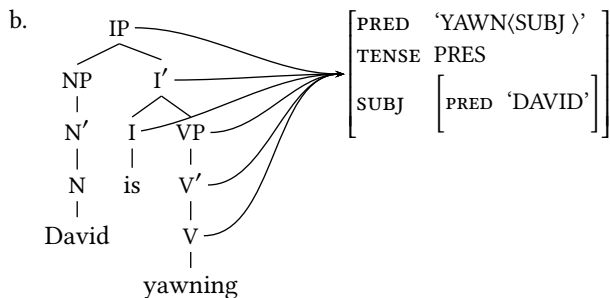 b.
IP
PRED ‘YAWN⟨SUBJ ⟩’
TENSE PRES
NP I′
SUBJ [PRED ‘DAVID’]
N′ I VP
N is V′
David V
yawning